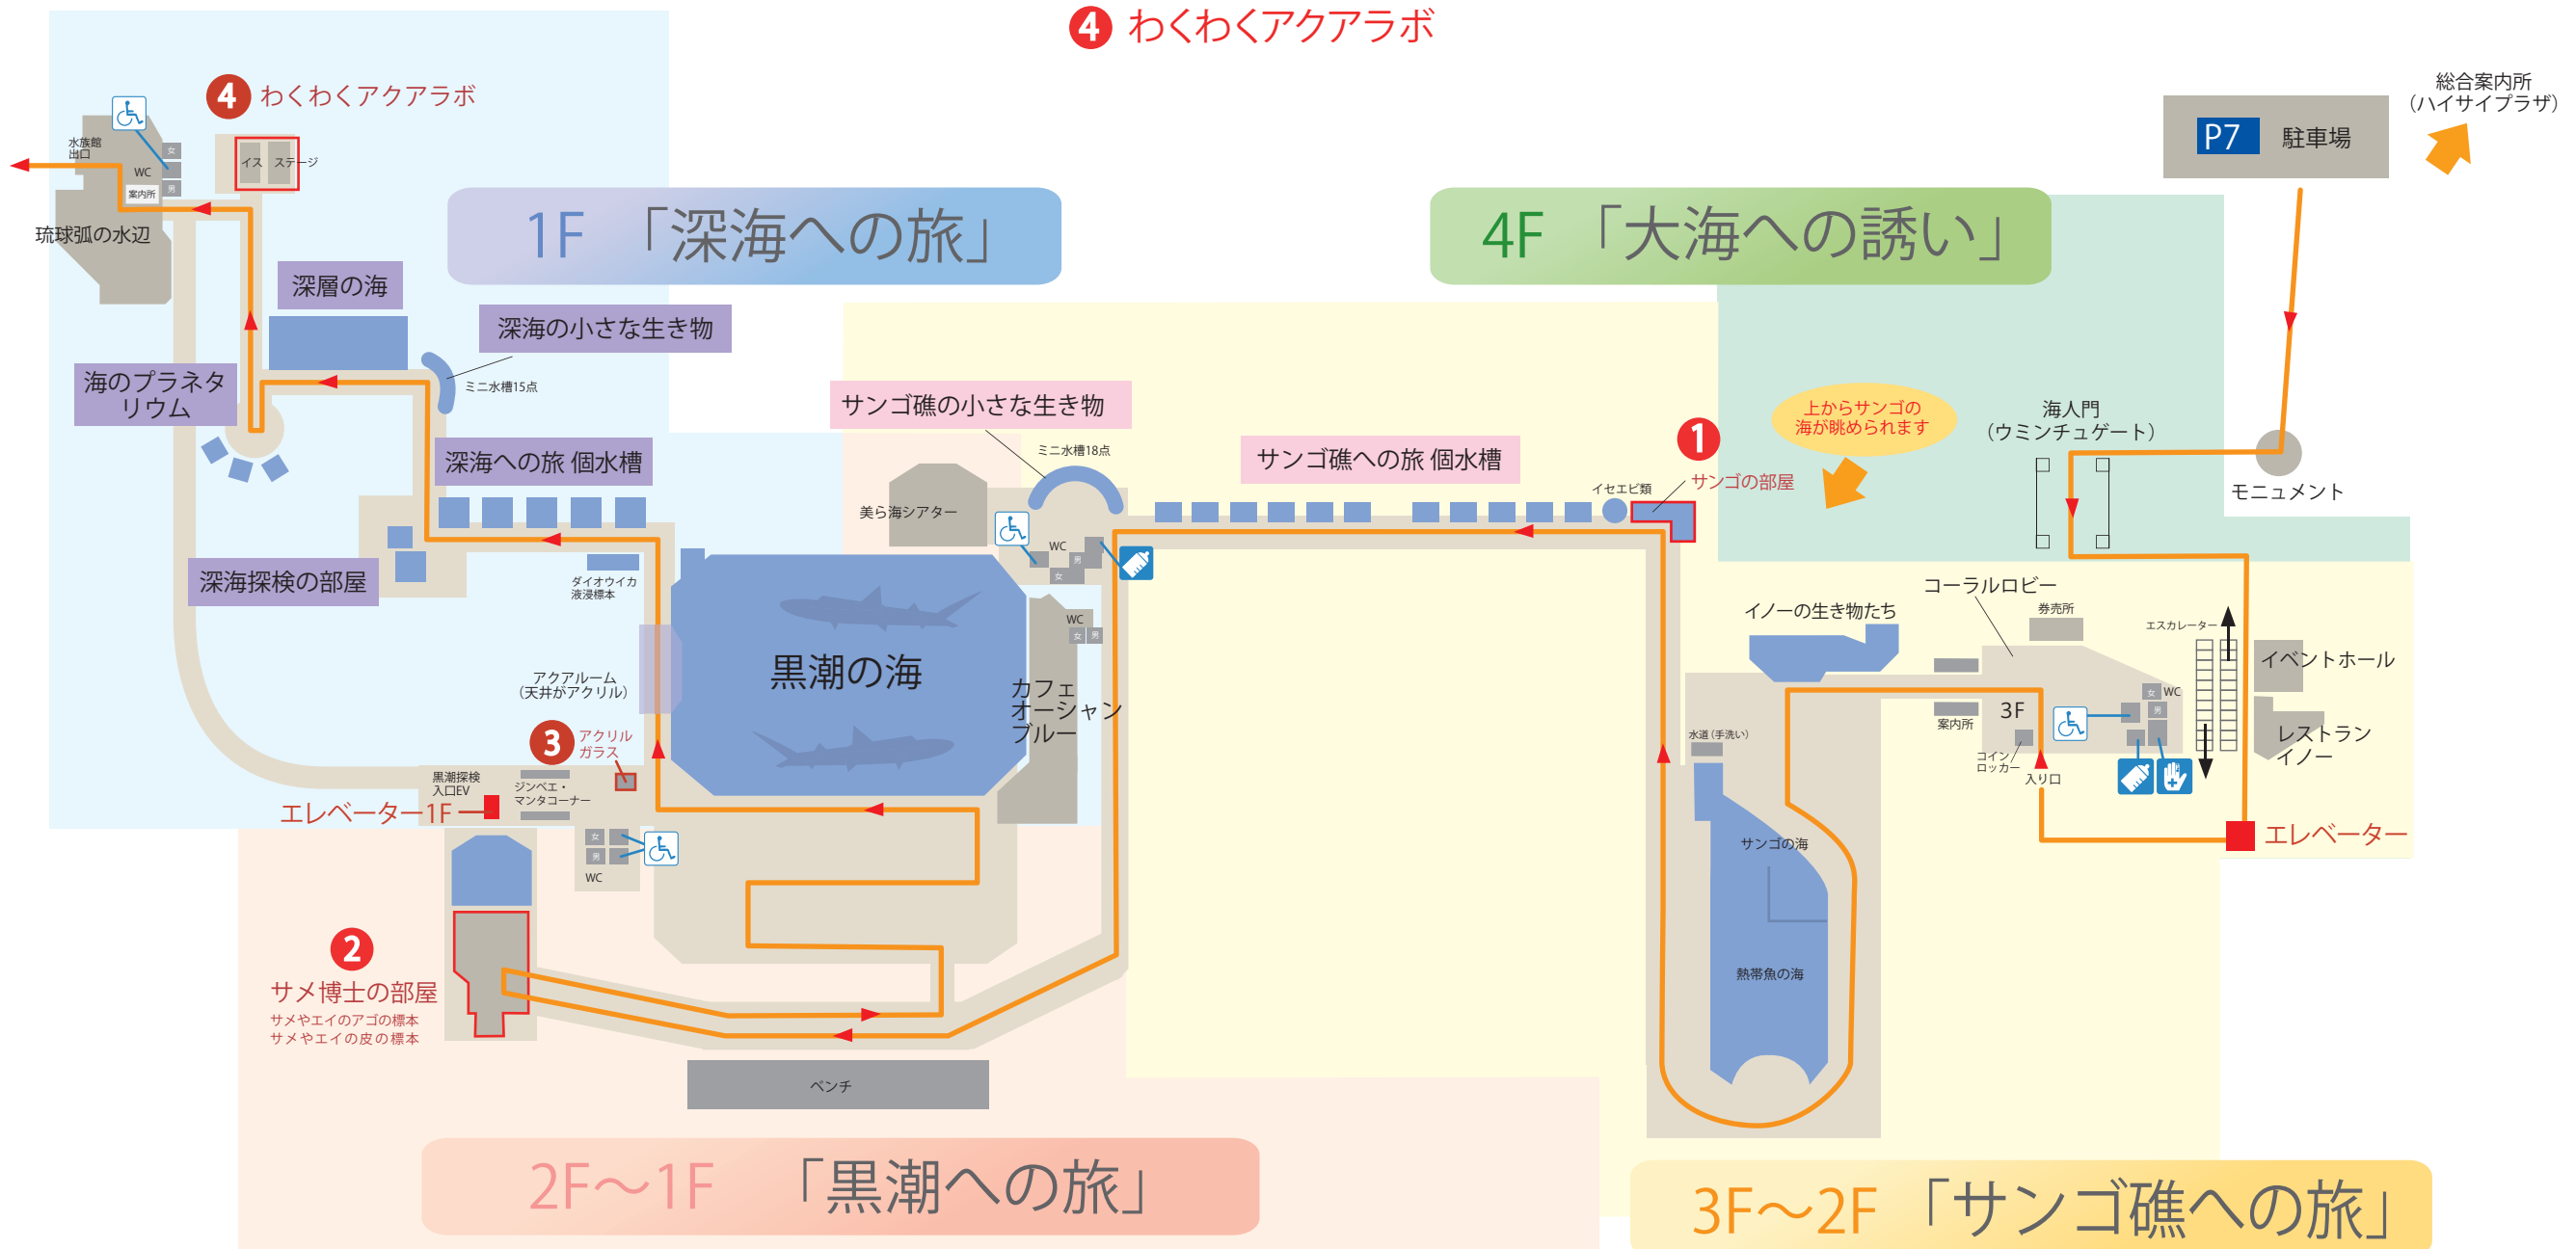 ❹ わくわくアクアラボ
総合案内所
（ハイサイプラザ）
P7 駐車場
❹ わくわくアクアラボ
水族館
出口
WC
女
男
案内所
イス ステージ
琉球弧の水辺
1F 「深海への旅」
4F 「大海への誘い」
深層の海
深海の小さな生き物
ミニ水槽15点
海のプラネタ
リウム
サンゴ礁の小さな生き物
ミニ水槽18点
深海への旅 個水槽
サンゴ礁への旅 個水槽
❶
サンゴの部屋
イセエビ類
上からサンゴの
海が眺められます
海人門
（ウミンチュゲート）
モニュメント
美ら海シアター
WC
男
女
深海探検の部屋
ダイオウイカ
液浸標本
黒潮の海
WC
女 男
カフェ
オーシャン
ブルー
アクアルーム
（天井がアクリル）
❸ アクリル
ガラス
黒潮探検
入口EV
ジンベエ・
マンタコーナー
エレベーター1F
女
男
WC
イノーの生き物たち
コーラルロビー
券売所
エスカレーター
イベントホール
レストラン
イノー
案内所
3F
女 WC
男
コイン
ロッカー
入り口
水道（手洗い）
エレベーター
サンゴの海
熱帯魚の海
❷
サメ博士の部屋
サメやエイのアゴの標本
サメやエイの皮の標本
ベンチ
2F～1F 「黒潮への旅」
3F～2F 「サンゴ礁への旅」